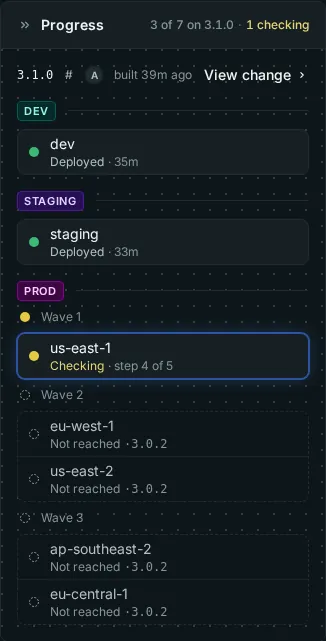 » Progress 3 of 7 on 3.1.0 · 1 checking
3.1.0 # A built 39m ago View change ›
DEV
dev
Deployed · 35m
STAGING
staging
Deployed · 33m
PROD
Wave 1
us-east-1
Checking · step 4 of 5
Wave 2
eu-west-1
Not reached ·3.0.2
us-east-2
Not reached ·3.0.2
Wave 3
ap-southeast-2
Not reached ·3.0.2
eu-central-1
Not reached ·3.0.2